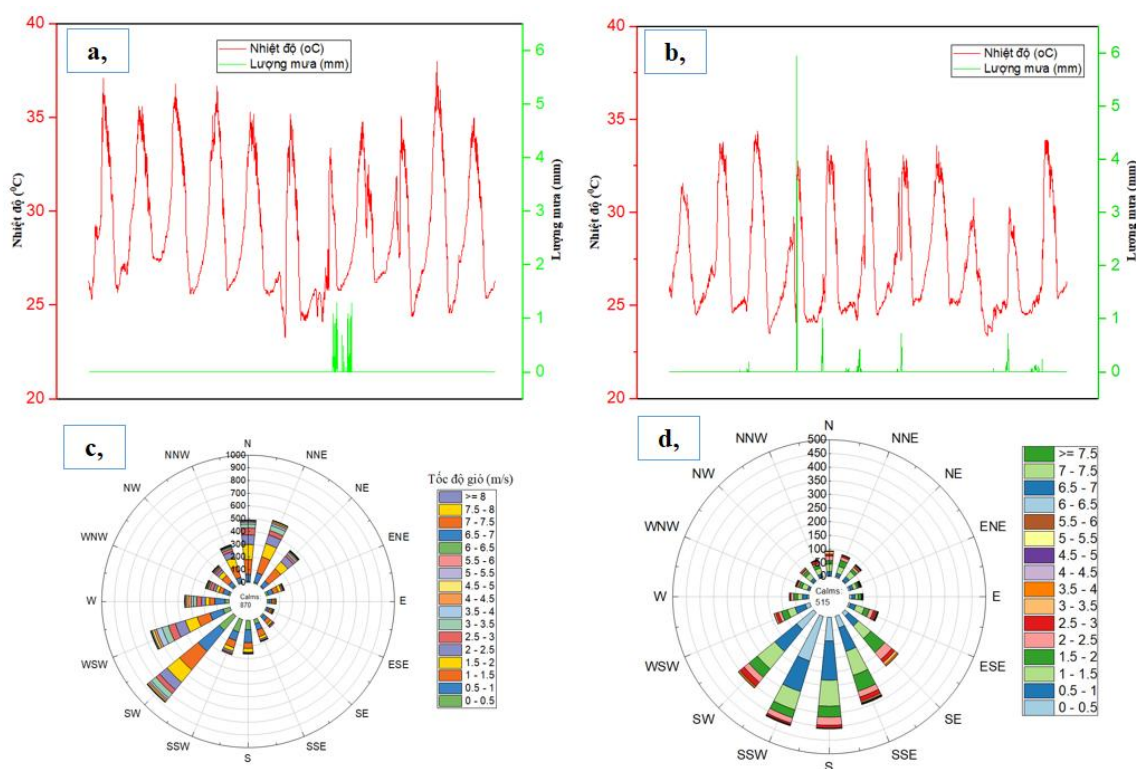 a,
Nhiệt độ (oC)
Lượng mưa (mm)
40
35
30
25
20
Nhiệt độ (⁰C)
6
5
4
3
2
1
0
Lượng mưa (mm)
b,
Nhiệt độ (oC)
Lượng mưa (mm)
40
35
30
25
20
Nhiệt độ (⁰C)
6
5
4
3
2
1
0
Lượng mưa (mm)
c,
N
NNE
NE
ENE
E
ESE
SE
SSE
S
SSW
SW
WSW
W
WNW
NW
NNW
1000
900
800
700
600
500
400
300
200
100
0
Calms:
870
Tốc độ gió (m/s)
>= 8
7.5 - 8
7 - 7.5
6.5 - 7
6 - 6.5
5.5 - 6
5 - 5.5
4.5 - 5
4 - 4.5
3.5 - 4
3 - 3.5
2.5 - 3
2 - 2.5
1.5 - 2
1 - 1.5
0.5 - 1
0 - 0.5
d,
N
NNE
NE
ENE
E
ESE
SE
SSE
S
SSW
SW
WSW
W
WNW
NW
NNW
500
450
400
350
300
250
200
150
100
50
0
Calms:
515
>= 7.5
7 - 7.5
6.5 - 7
6 - 6.5
5.5 - 6
5 - 5.5
4.5 - 5
4 - 4.5
3.5 - 4
3 - 3.5
2.5 - 3
2 - 2.5
1.5 - 2
1 - 1.5
0.5 - 1
0 - 0.5